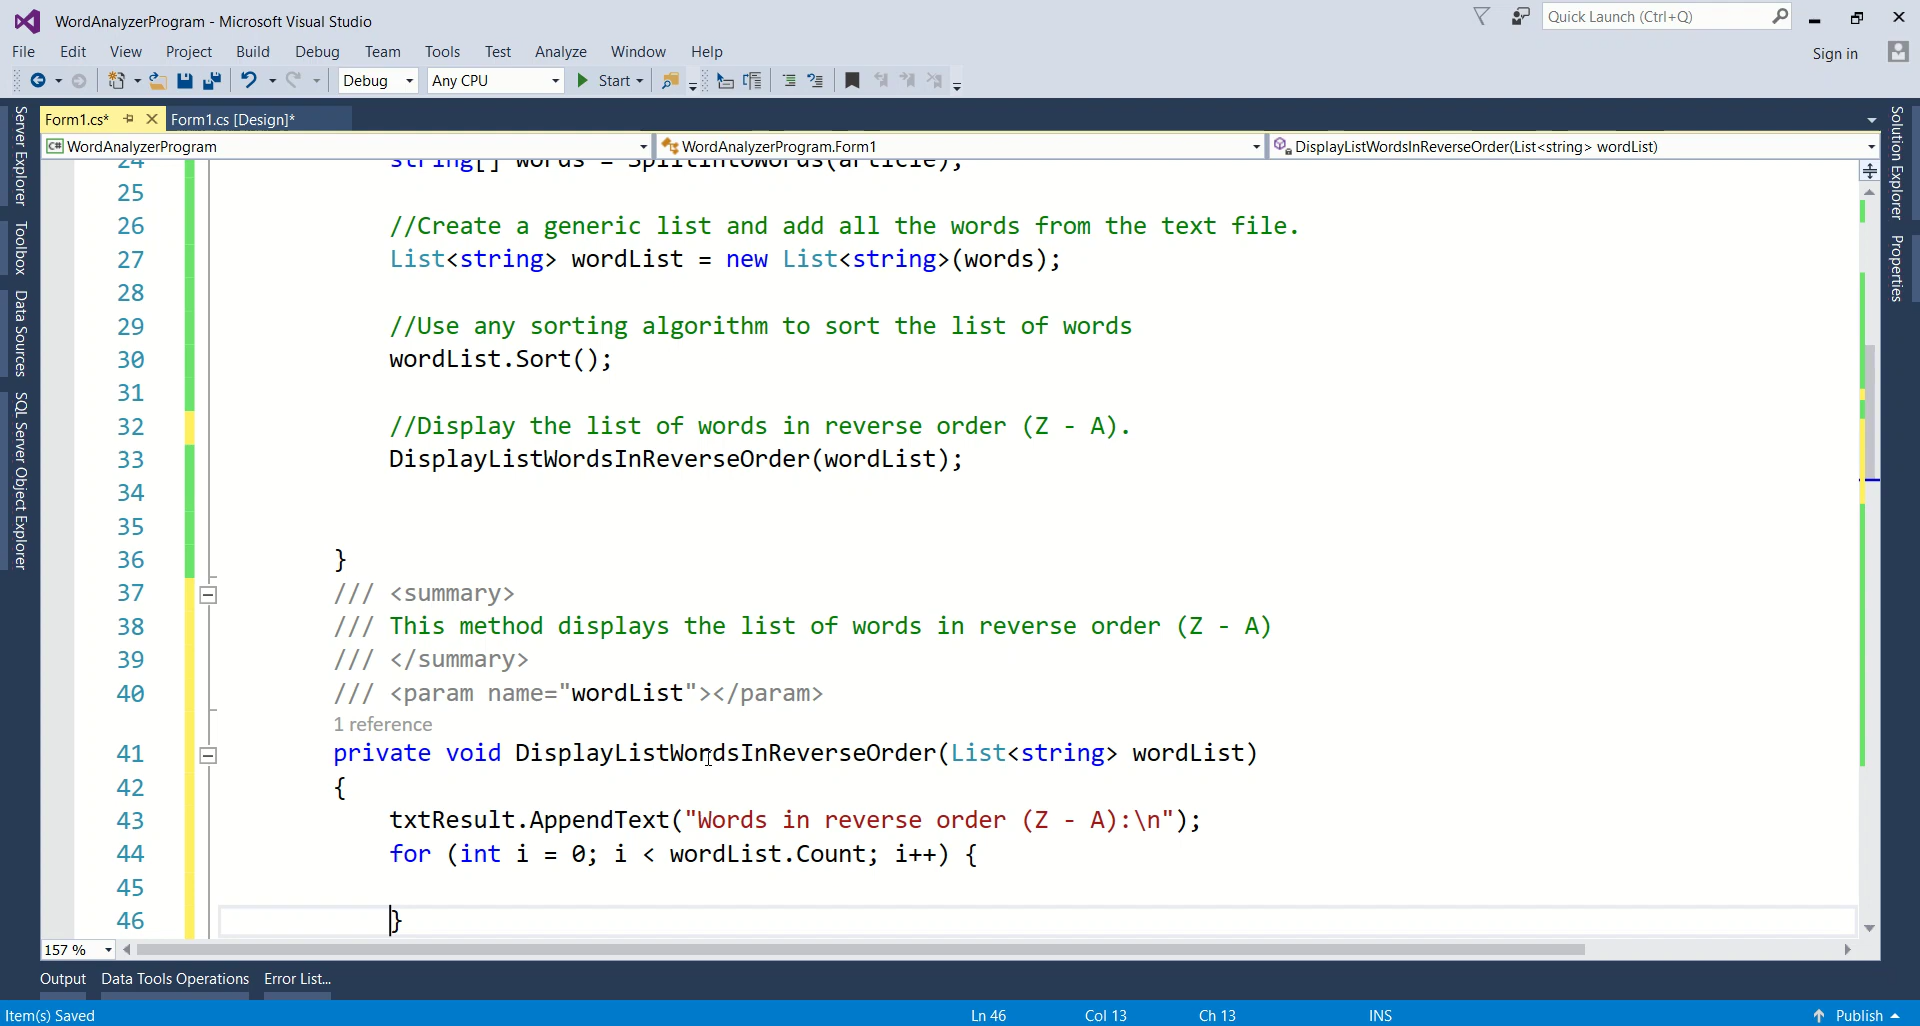 WordAnalyzerProgram - Microsoft Visual Studio
Quick Launch (Ctrl+Q)
File Edit View Project Build Debug Team Tools Test Analyze Window Help
Sign in
Debug Any CPU Start
Form1.cs* Form1.cs [Design]*
WordAnalyzerProgram WordAnalyzerProgram.Form1 DisplayListWordsInReverseOrder(List<string> wordList)
Server Explorer
Toolbox
Data Sources
SQL Server Object Explorer
24 string[] words = SplitIntoWords(article);
25
26 //Create a generic list and add all the words from the text file.
27 List<string> wordList = new List<string>(words);
28
29 //Use any sorting algorithm to sort the list of words
30 wordList.Sort();
31
32 //Display the list of words in reverse order (Z - A).
33 DisplayListWordsInReverseOrder(wordList);
34
35
36 }
37 /// <summary>
38 /// This method displays the list of words in reverse order (Z - A)
39 /// </summary>
40 /// <param name="wordList"></param>
1 reference
41 private void DisplayListWordsInReverseOrder(List<string> wordList)
42 {
43 txtResult.AppendText("Words in reverse order (Z - A):\n");
44 for (int i = 0; i < wordList.Count; i++) {
45
46 }
Solution Explorer
Properties
157 %
Output Data Tools Operations Error List...
Item(s) Saved Ln 46 Col 13 Ch 13 INS Publish